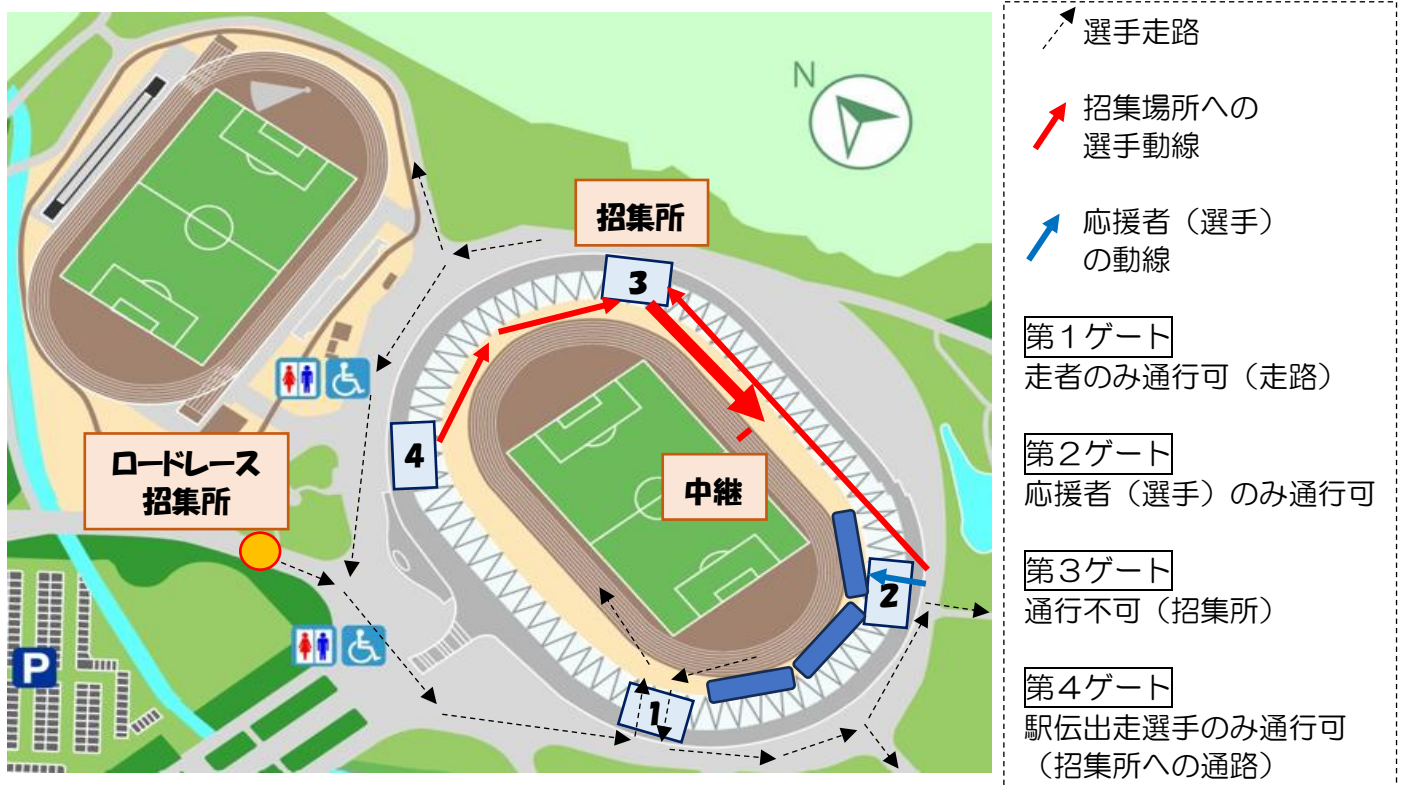 N
招集所
3
4
ロードレース
招集所
中継
2
1
P
選手走路
招集場所への
選手動線
応援者（選手）
の動線
第１ゲート
走者のみ通行可（走路）
第２ゲート
応援者（選手）のみ通行可
第３ゲート
通行不可（招集所）
第４ゲート
駅伝出走選手のみ通行可
（招集所への通路）